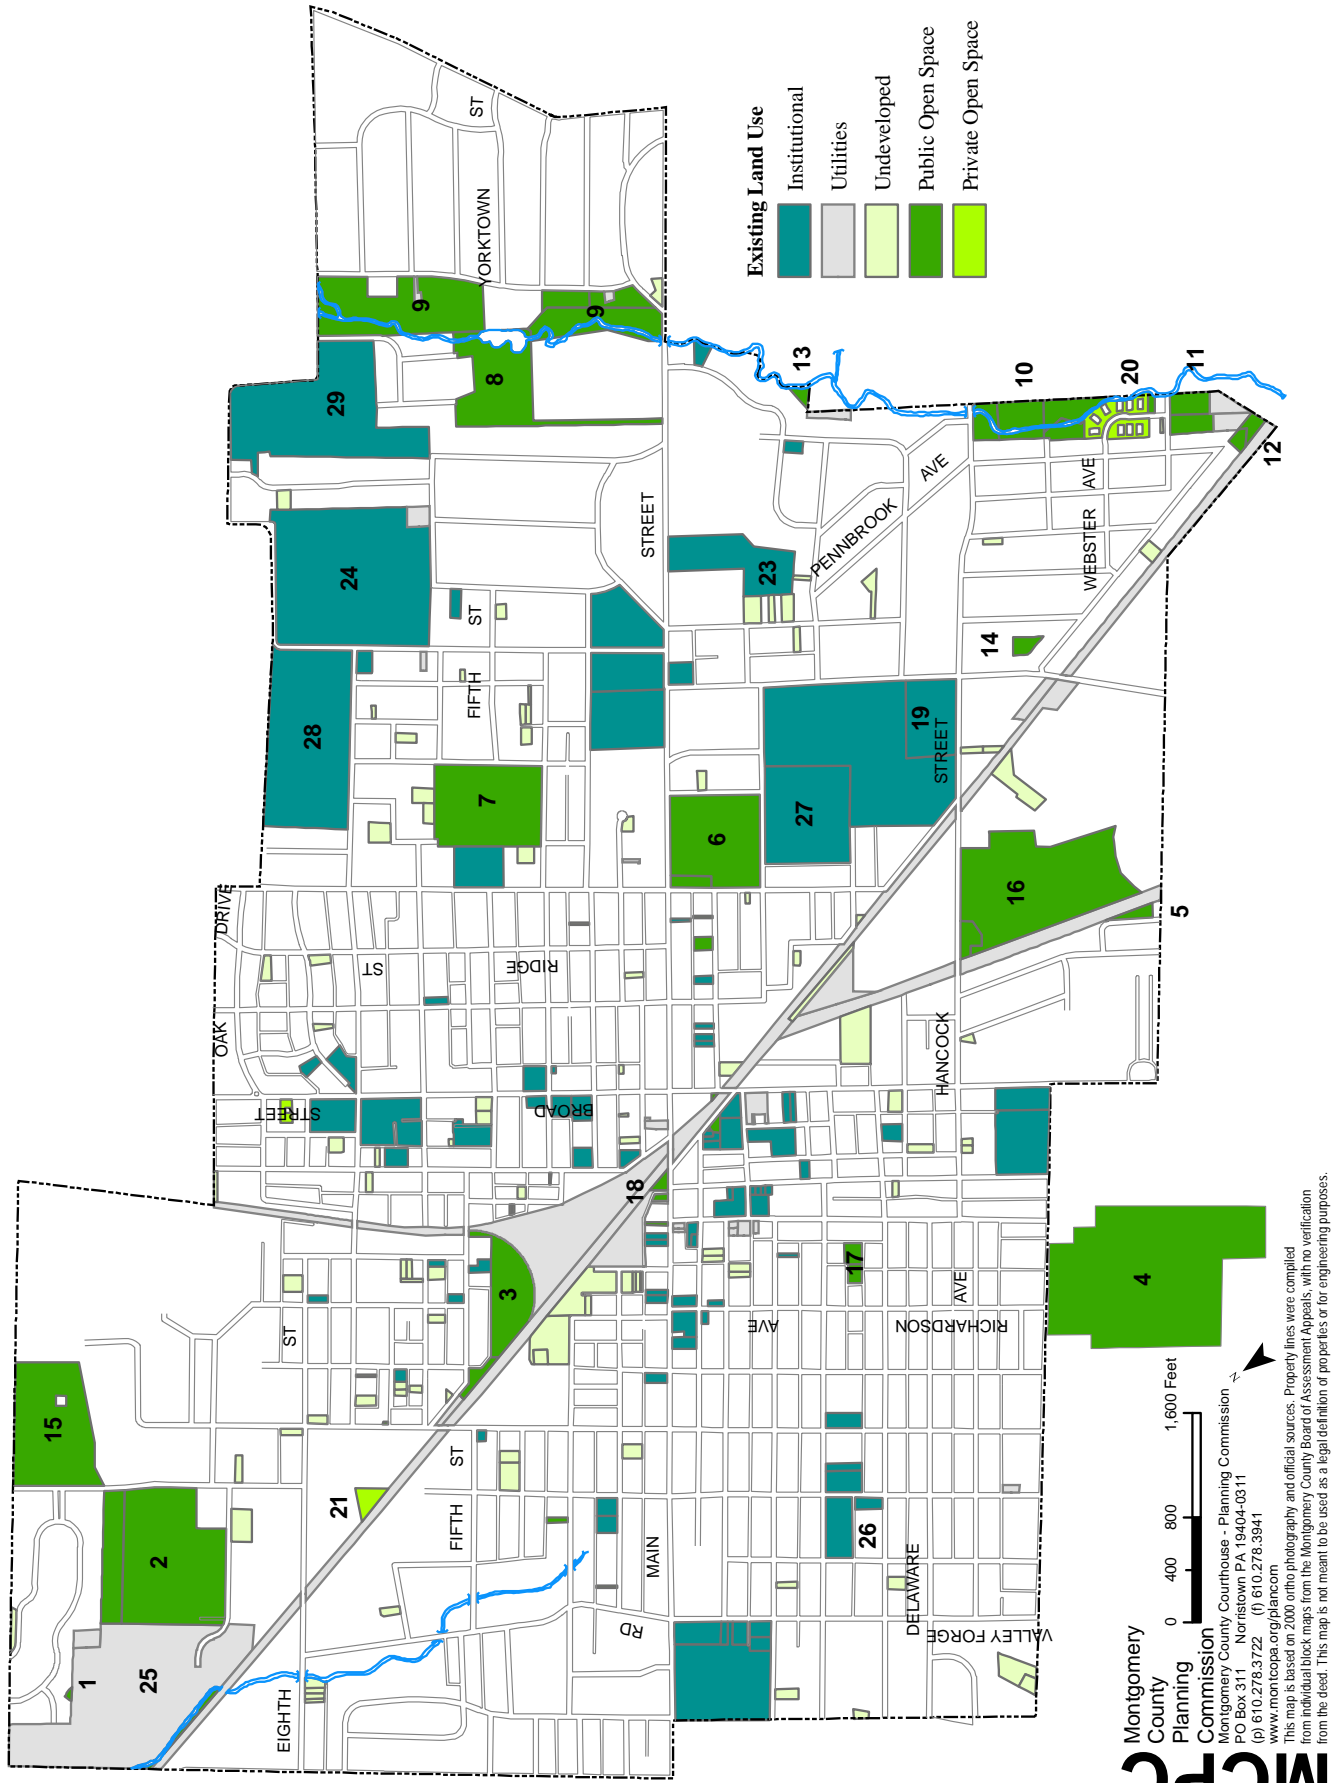 Existing Land Use
Institutional
Utilities
Undeveloped
Public Open Space
Private Open Space
ST
YORKTOWN
9
9
8
29
13
10
20
11
12
24
ST
FIFTH
28
7
STREET
23
PENNBROOK
AVE
WEBSTER AVE
14
19
STREET
27
6
16
5
DRIVE
OAK
ST
RIDGE
STREET
BROAD
HANCOCK
18
3
17
AVE
AVE
RICHARDSON
4
ST
15
2
21
ST
FIFTH
MAIN
26
DELAWARE
RD
VALLEY FORGE
1
25
EIGHTH
MCPC
Montgomery
County
Planning
Commission
0 400 800 1,600 Feet
N
Montgomery County Courthouse - Planning Commission
PO Box 311 Norristown PA 19404-0311
(p) 610.278.3722 (f) 610.278.3941
www.montcopa.org/plancom
This map is based on 2000 ortho photography and official sources. Property lines were compiled
from individual block maps from the Montgomery County Board of Assessment Appeals, with no verification
from the deed. This map is not meant to be used as a legal definition of properties or for engineering purposes.